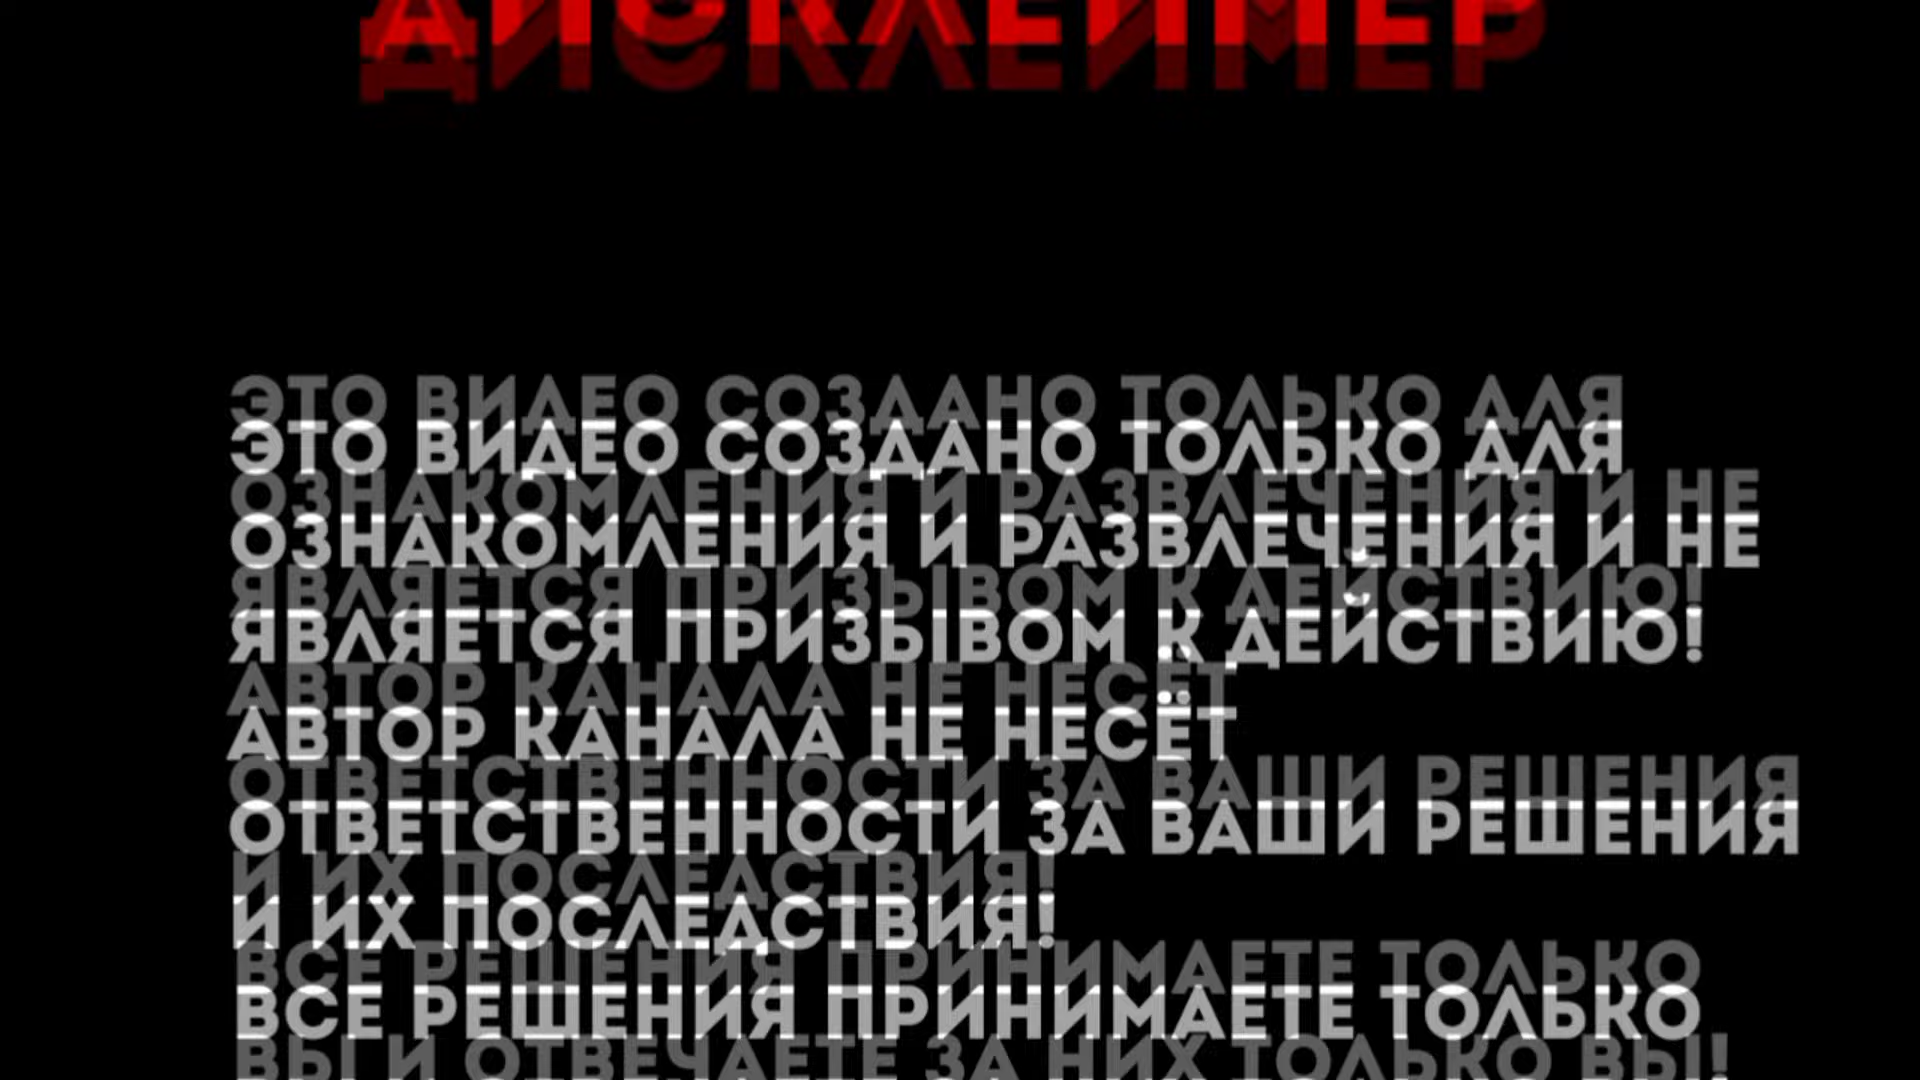 ДИСКЛЕЙМЕР
ЭТО ВИДЕО СОЗДАНО ТОЛЬКО ДЛЯ
ОЗНАКОМЛЕНИЯ И РАЗВЛЕЧЕНИЯ И НЕ
ЯВЛЯЕТСЯ ПРИЗЫВОМ К ДЕЙСТВИЮ!
АВТОР КАНАЛА НЕ НЕСЁТ
ОТВЕТСТВЕННОСТИ ЗА ВАШИ РЕШЕНИЯ
И ИХ ПОСЛЕДСТВИЯ!
ВСЕ РЕШЕНИЯ ПРИНИМАЕТЕ ТОЛЬКО
ВЫ И ОТВЕЧАЕТЕ ЗА НИХ ТОЛЬКО ВЫ!